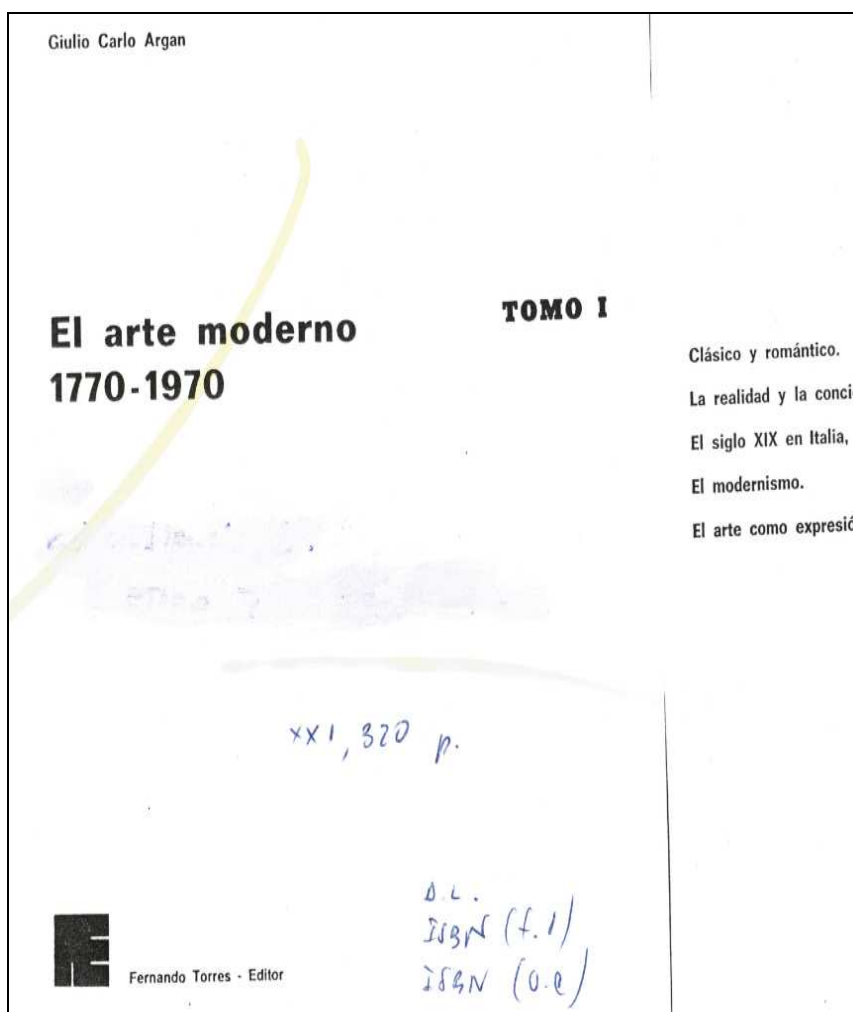 Giulio Carlo Argan
El arte moderno
1770-1970
TOMO I
Clásico y romántico.
La realidad y la conci
El siglo XIX en Italia,
El modernismo.
El arte como expresió
xxI, 320 p.
D.L.
ISBN (t.1)
ISBN (O.C)
Fernando Torres - Editor